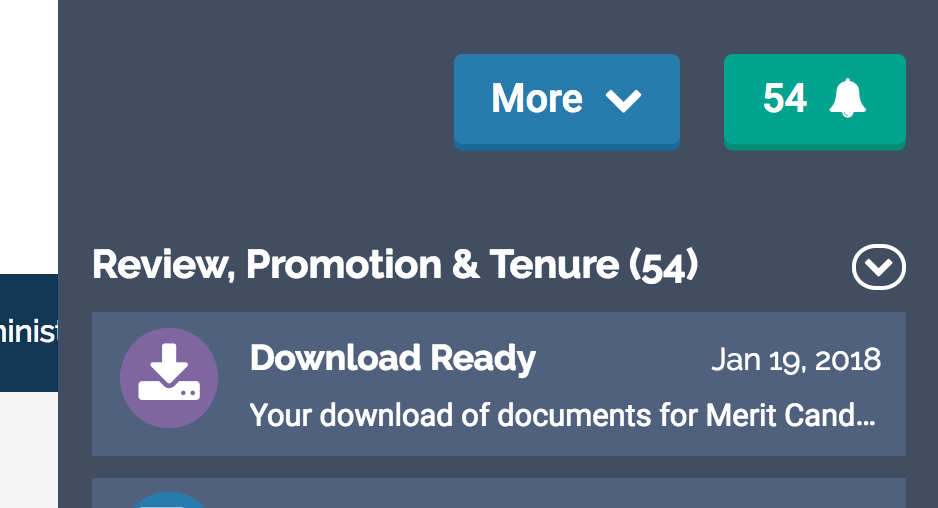 More
54
Review, Promotion & Tenure (54)
Download Ready
Jan 19, 2018
Your download of documents for Merit Cand...